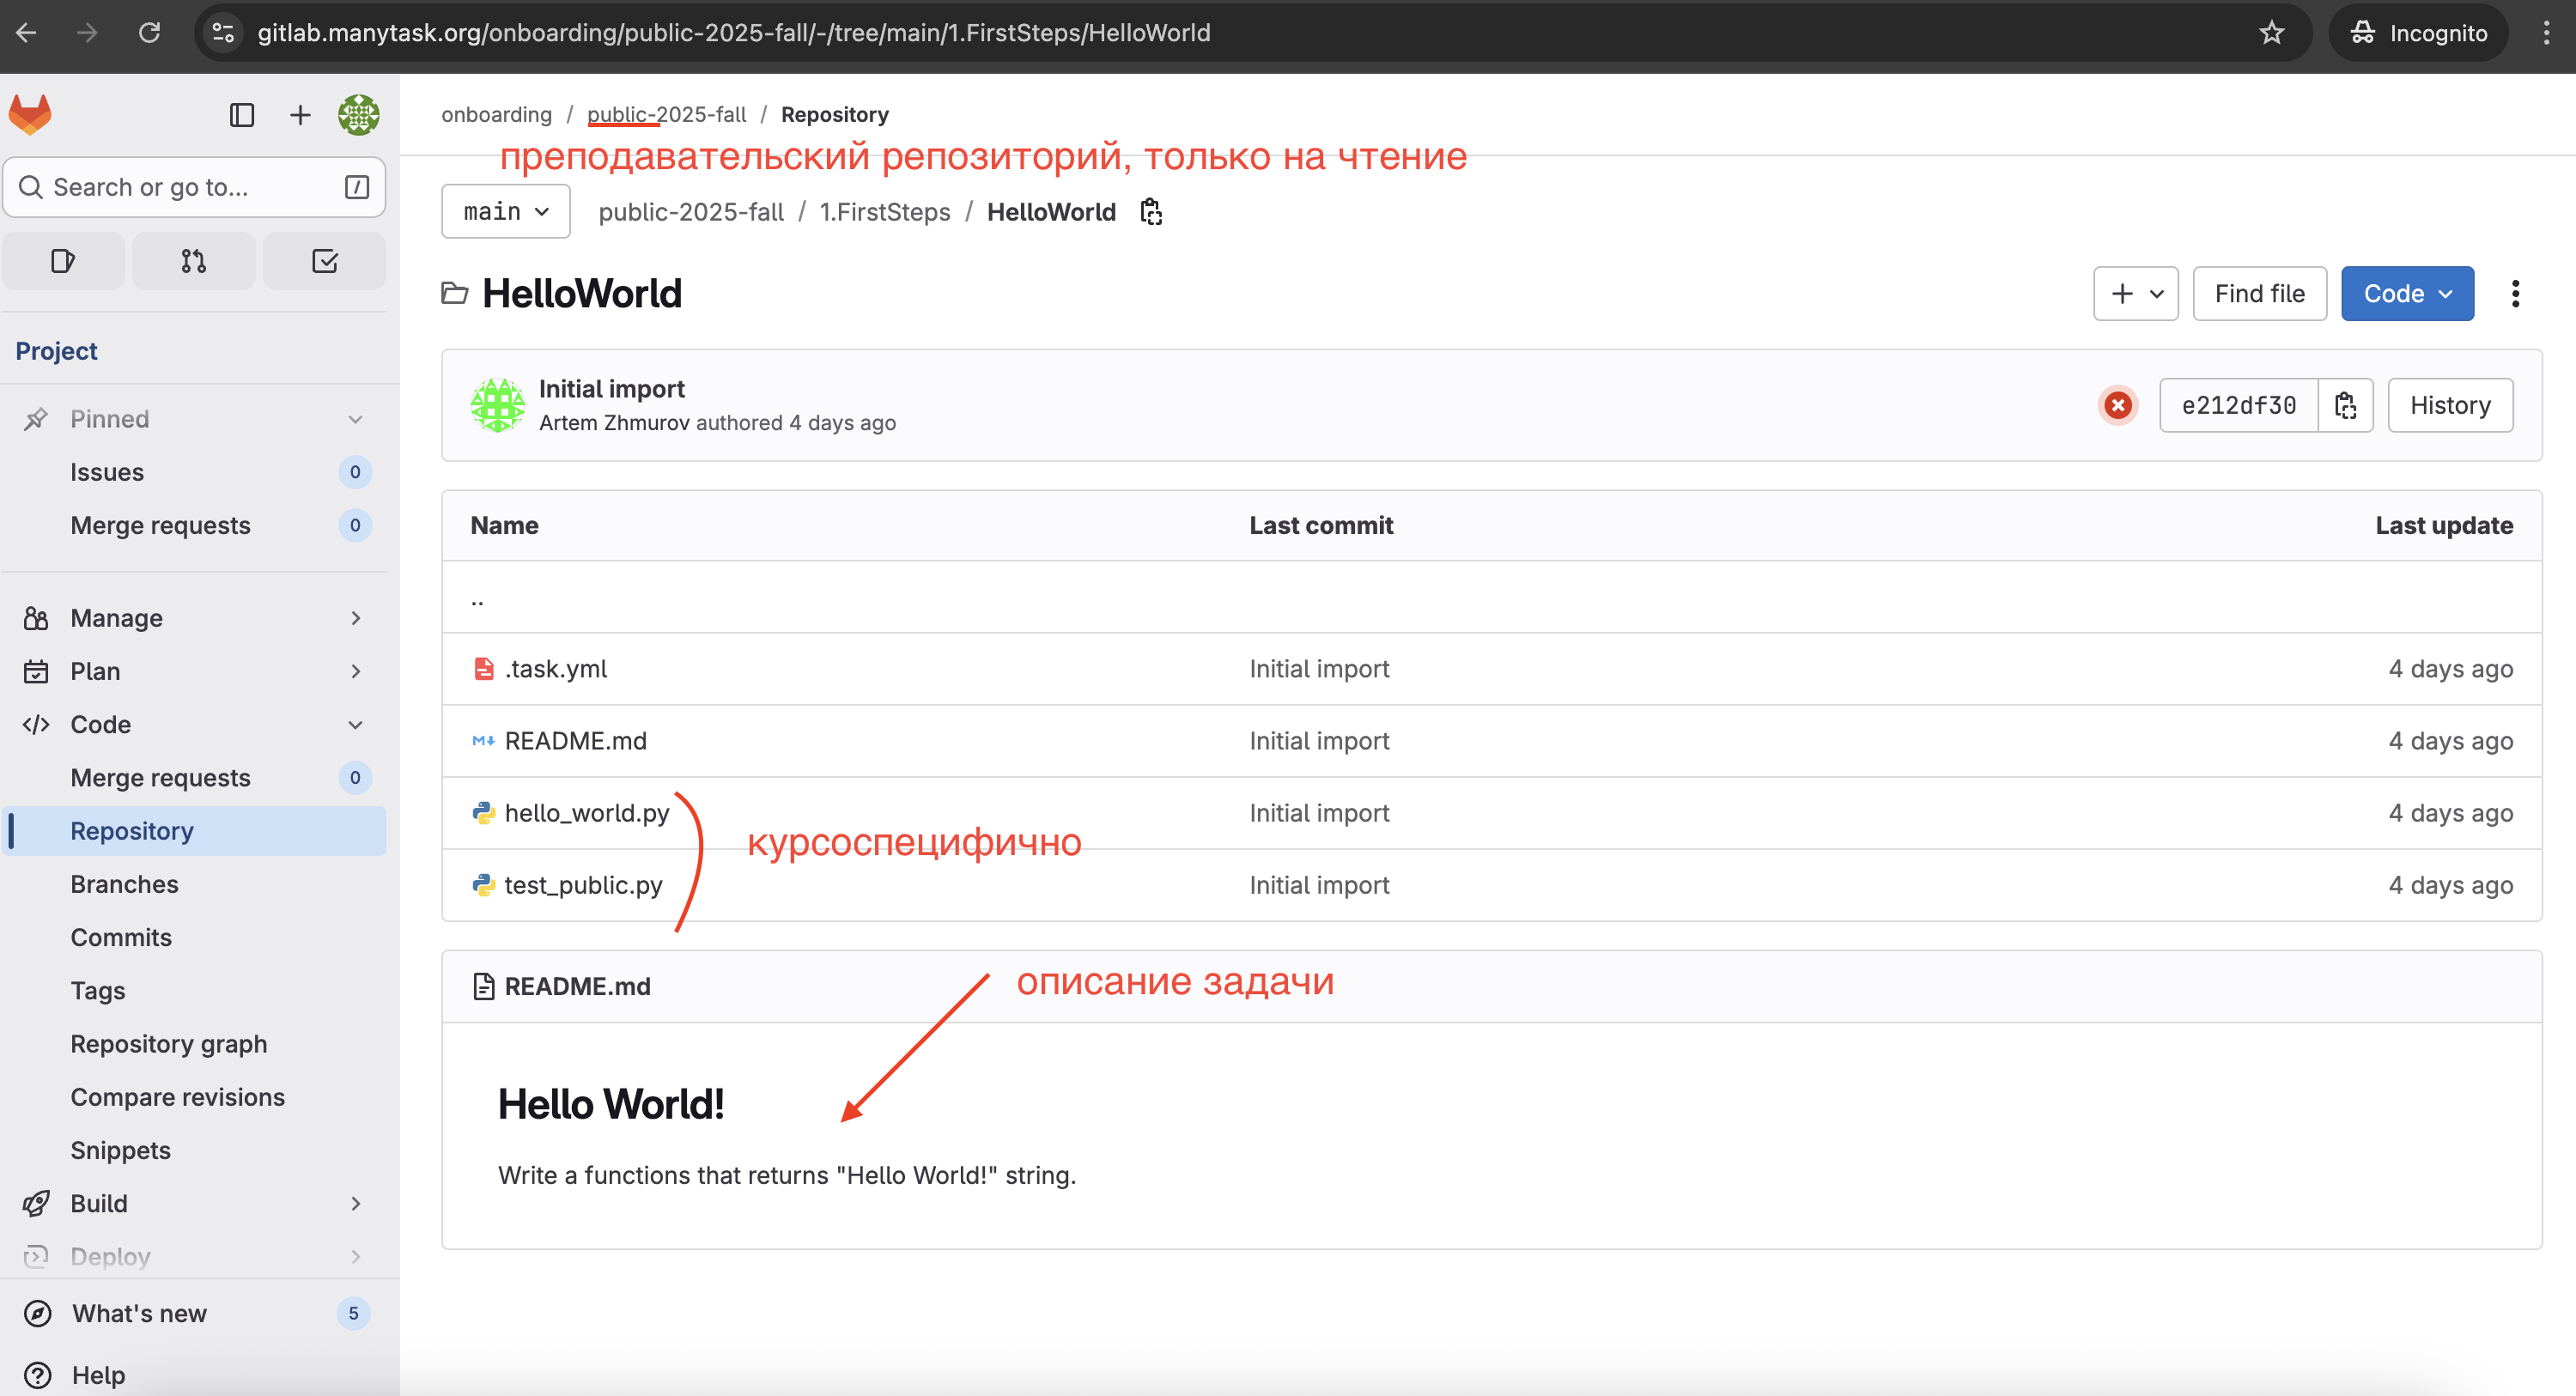 gitlab.manytask.org/onboarding/public-2025-fall/-/tree/main/1.FirstSteps/HelloWorld
Incognito
Search or go to...
/
Project
Pinned
Issues 0
Merge requests 0
Manage
Plan
Code
Merge requests 0
Repository
Branches
Commits
Tags
Repository graph
Compare revisions
Snippets
Build
Deploy
What's new 5
Help
onboarding / public-2025-fall / Repository
преподавательский репозиторий, только на чтение
main public-2025-fall / 1.FirstSteps / HelloWorld
HelloWorld
Find file
Code
Initial import
Artem Zhmurov authored 4 days ago
e212df30
History
Name Last commit Last update
..
.task.yml Initial import 4 days ago
README.md Initial import 4 days ago
hello_world.py Initial import 4 days ago
курсоспецифично
test_public.py Initial import 4 days ago
README.md
описание задачи
Hello World!
Write a functions that returns "Hello World!" string.